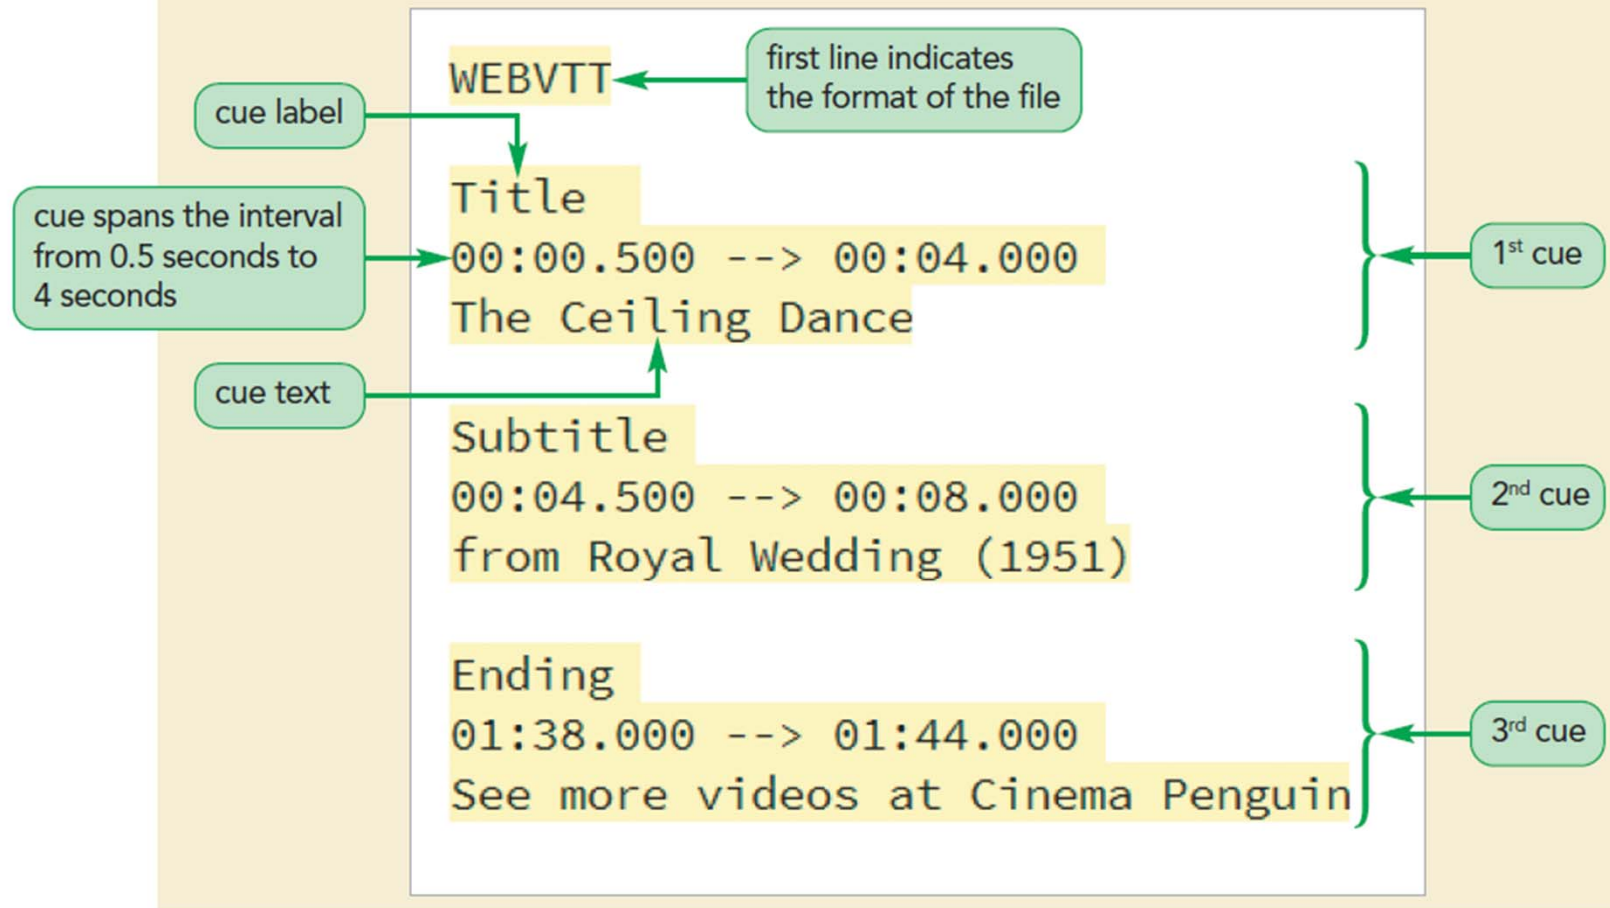 WEBVTT
first line indicates
the format of the file
cue label
Title
00:00.500 --> 00:04.000
The Ceiling Dance
cue spans the interval
from 0.5 seconds to
4 seconds
1st cue
cue text
Subtitle
00:04.500 --> 00:08.000
from Royal Wedding (1951)
2nd cue
Ending
01:38.000 --> 01:44.000
See more videos at Cinema Penguin
3rd cue